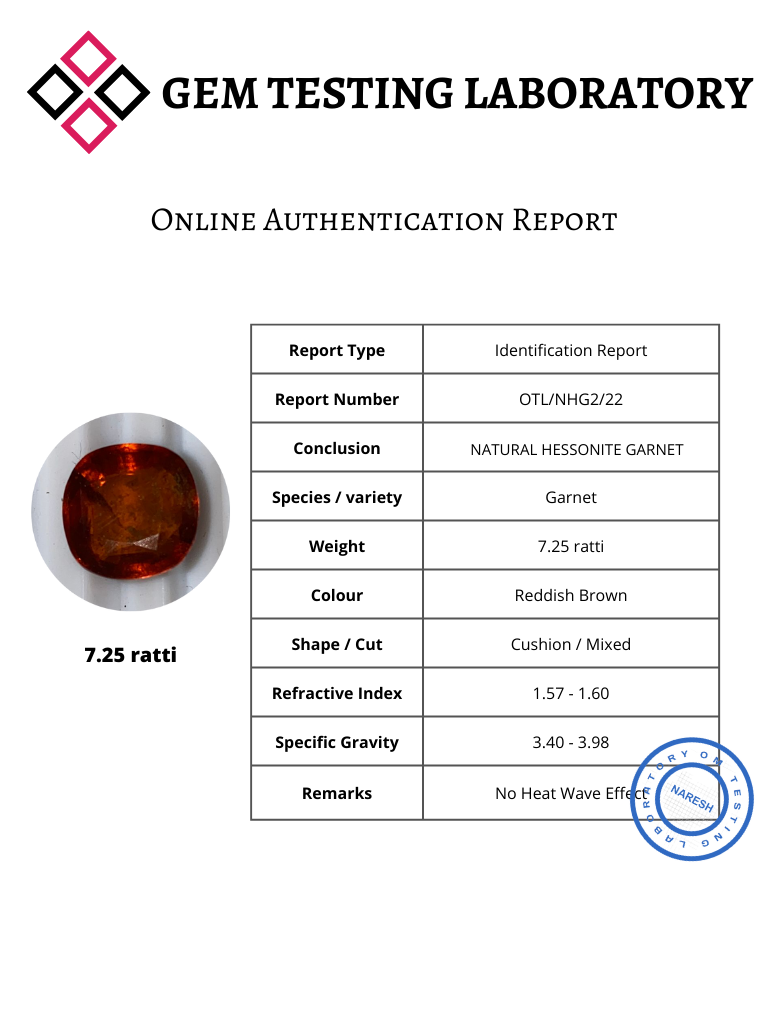 GEM TESTING LABORATORY
Online Authentication Report
Report Type Identification Report
Report Number OTL/NHG2/22
Conclusion NATURAL HESSONITE GARNET
Species / variety Garnet
Weight 7.25 ratti
Colour Reddish Brown
Shape / Cut Cushion / Mixed
7.25 ratti
Refractive Index 1.57 - 1.60
Specific Gravity 3.40 - 3.98
Remarks No Heat Wave Effect
OM TESTING LABORATORY
NARESH